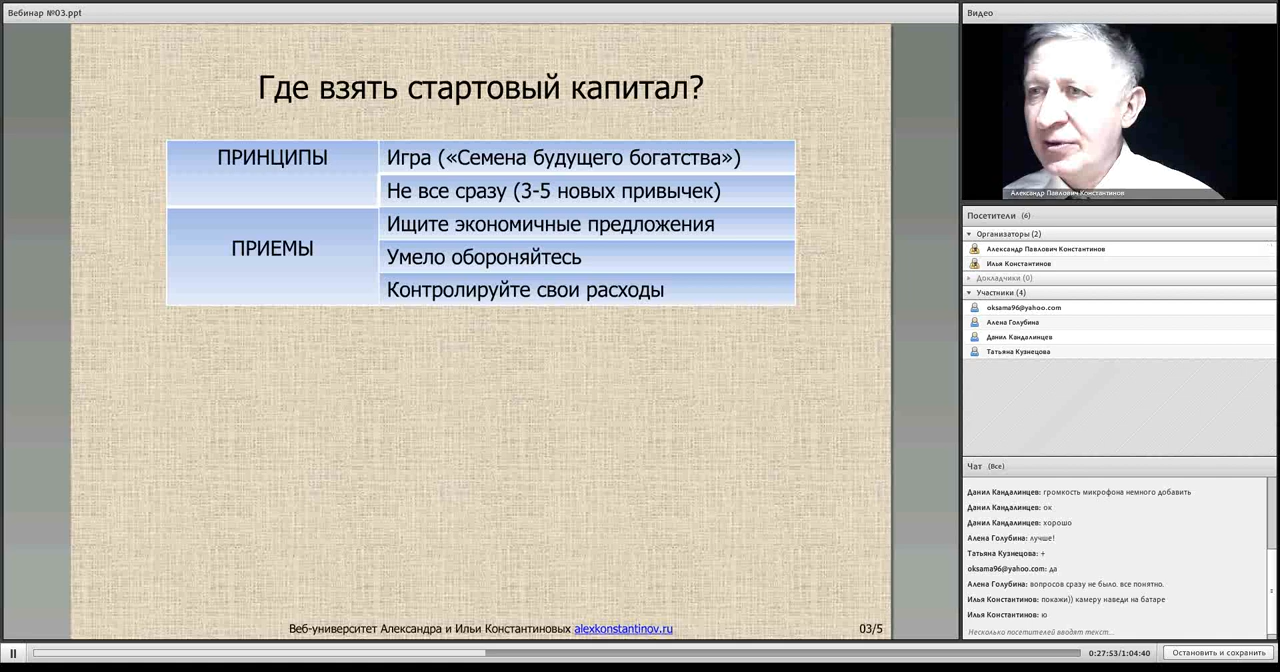 Вебинар №03.ppt
Где взять стартовый капитал?
ПРИНЦИПЫ
Игра («Семена будущего богатства»)
Не все сразу (3-5 новых привычек)
ПРИЕМЫ
Ищите экономичные предложения
Умело обороняйтесь
Контролируйте свои расходы
Веб-университет Александра и Ильи Константиновых alexkonstantinov.ru
03/5
Видео
Александр Павлович Константинов
Посетители (6)
Организаторы (2)
Александр Павлович Константинов
Илья Константинов
Докладчики (0)
Участники (4)
oksama96@yahoo.com
Алена Голубина
Данил Кандалинцев
Татьяна Кузнецова
Чат (Все)
Данил Кандалинцев: громкость микрофона немного добавить
Данил Кандалинцев: ок
Данил Кандалинцев: хорошо
Алена Голубина: лучше!
Татьяна Кузнецова: +
oksama96@yahoo.com: да
Алена Голубина: вопросов сразу не было. все понятно.
Илья Константинов: покажи)) камеру наведи на батаре
Илья Константинов: ю
Несколько посетителей вводят текст...
0:27:53/1:04:40
Остановить и сохранить